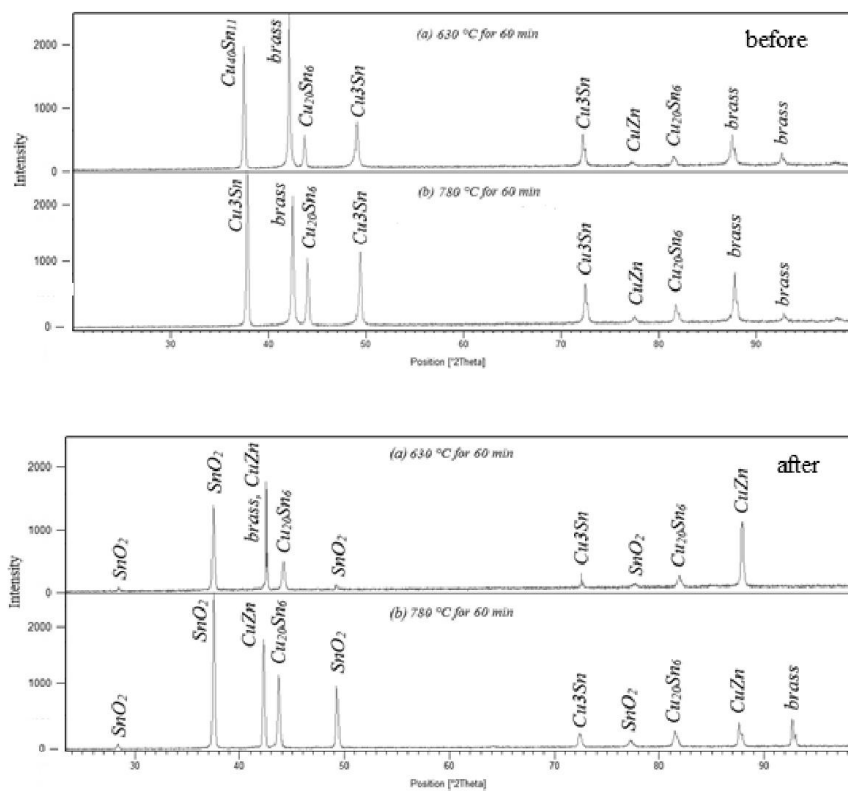 (a) 630 °C for 60 min
before
2000
1000
0
Intensity
Cu₄₀Sn₁₁
brass
Cu₂₀Sn₆
Cu3Sn
Cu3Sn
CuZn
Cu₂₀Sn₆
brass
brass
(b) 780 °C for 60 min
2000
1000
0
Cu3Sn
brass
Cu₂₀Sn₆
Cu3Sn
Cu3Sn
CuZn
Cu₂₀Sn₆
brass
brass
30 40 50 60 70 80 90
Position [°2Theta]
(a) 630 °C for 60 min
after
2000
1000
0
Intensity
SnO₂
SnO₂
brass, CuZn
Cu₂₀Sn₆
SnO₂
Cu3Sn
SnO₂
Cu₂₀Sn₆
CuZn
(b) 780 °C for 60 min
2000
1000
0
SnO₂
SnO₂
CuZn
Cu₂₀Sn₆
SnO₂
Cu3Sn
SnO₂
Cu₂₀Sn₆
CuZn
brass
30 40 50 60 70 80 90
Position [°2Theta]